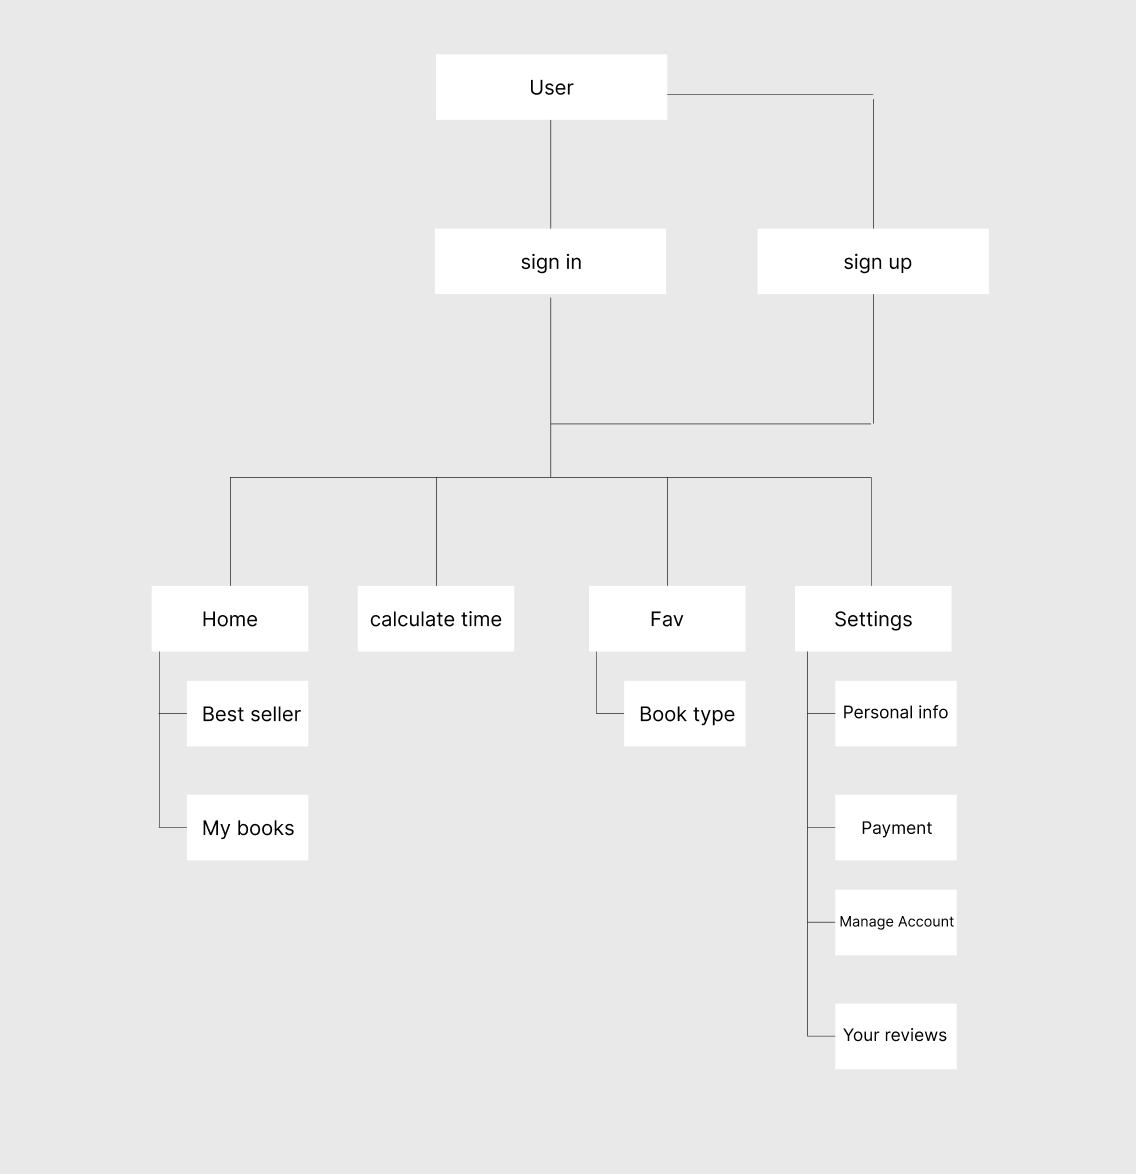 User
sign in
sign up
Home
calculate time
Fav
Settings
Best seller
Book type
Personal info
My books
Payment
Manage Account
Your reviews